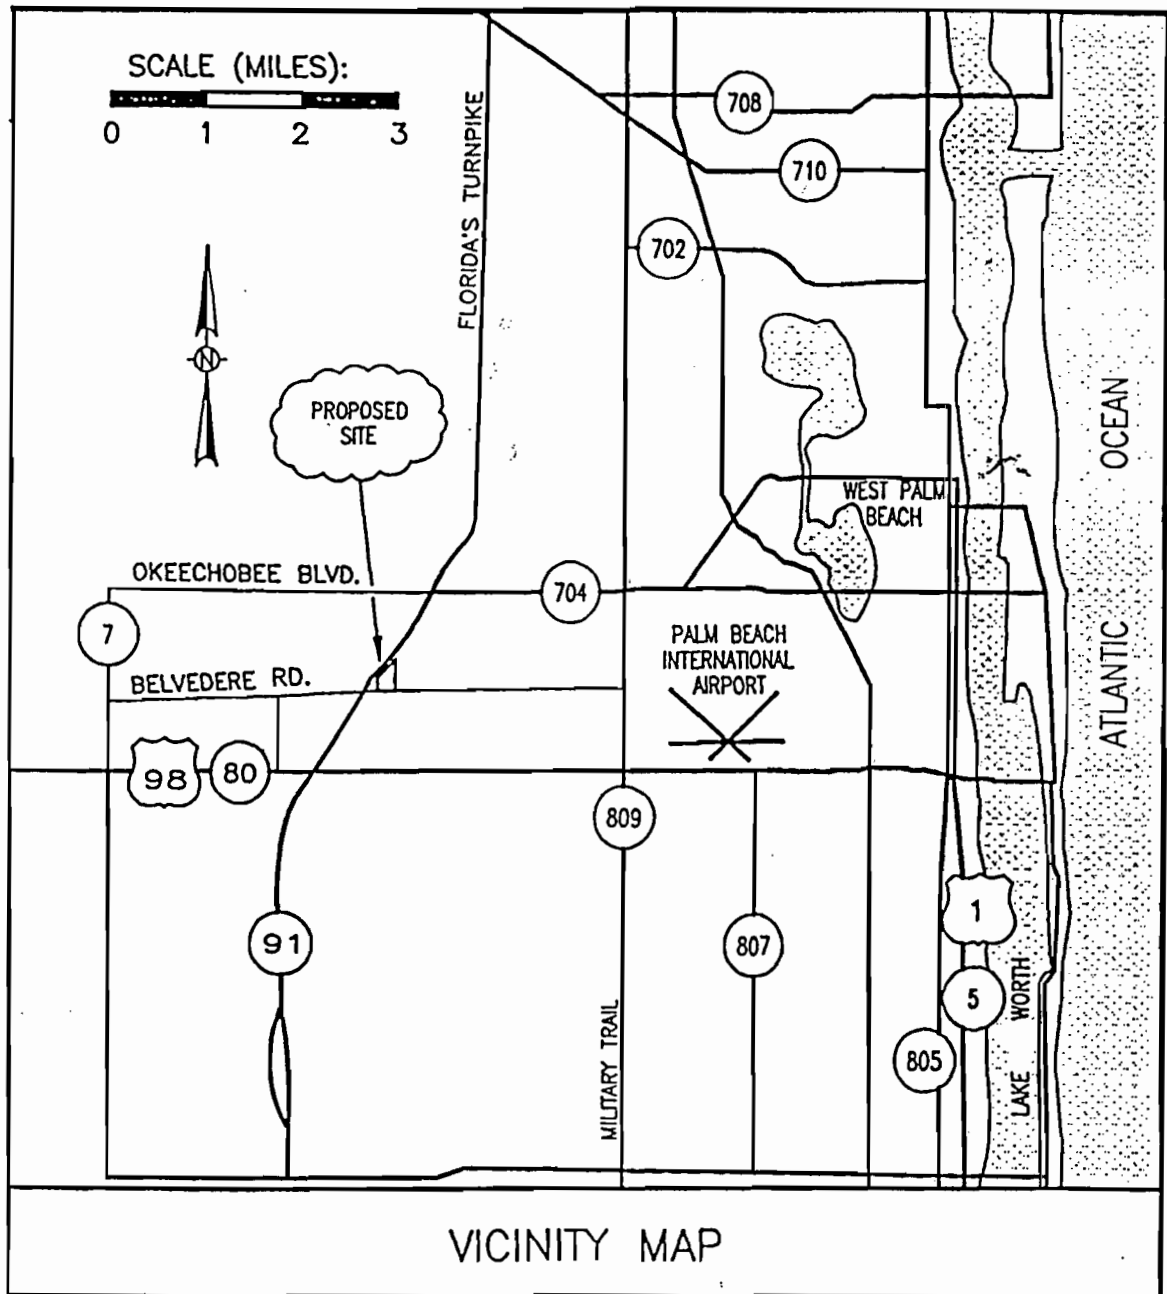 SCALE (MILES):
0 1 2 3
708
FLORIDA'S TURNPIKE
710
702
N
PROPOSED
SITE
ATLANTIC OCEAN
WEST PALM
BEACH
OKEECHOBEE BLVD.
704
7
PALM BEACH
INTERNATIONAL
AIRPORT
BELVEDERE RD.
98
80
809
1
91
807
5
LAKE WORTH
MILITARY TRAIL
805
VICINITY MAP